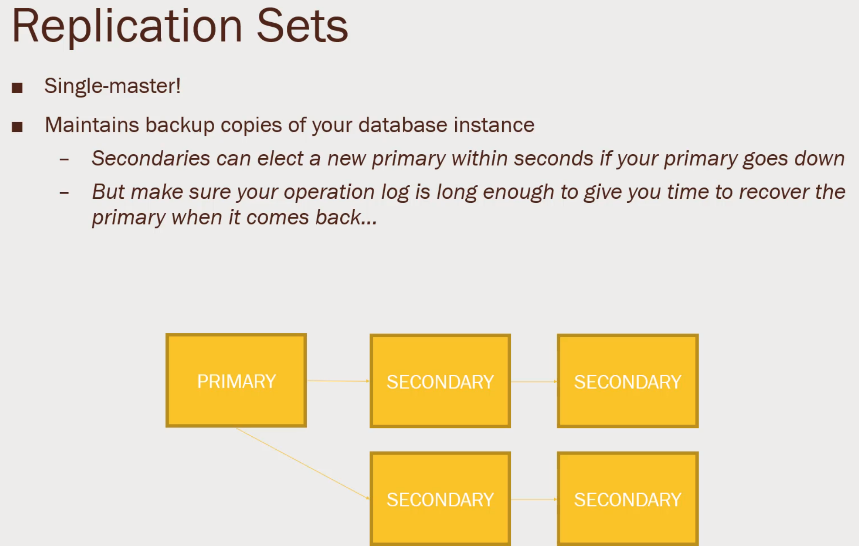 Replication Sets
■ Single-master!
■ Maintains backup copies of your database instance
– Secondaries can elect a new primary within seconds if your primary goes down
– But make sure your operation log is long enough to give you time to recover the
primary when it comes back...
PRIMARY
SECONDARY
SECONDARY
SECONDARY
SECONDARY